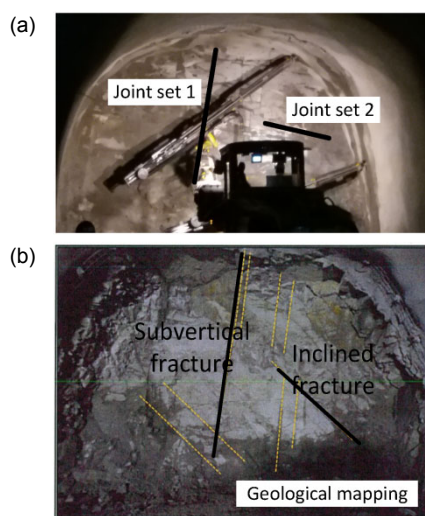 (a)
Joint set 1
Joint set 2
(b)
Subvertical
fracture
Inclined
fracture
Geological mapping